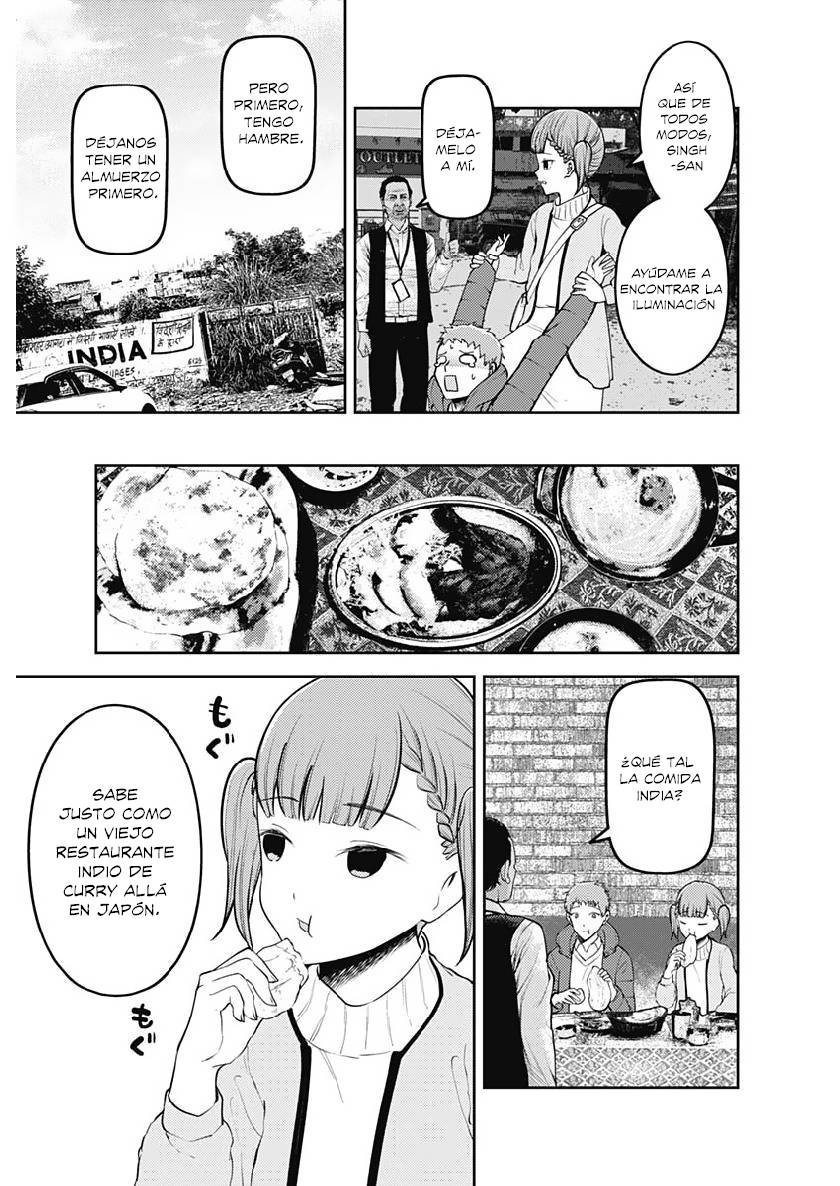 ASÍ
QUE DE
TODOS
MODOS,
SINGH
-SAN
AYÚDAME A
ENCONTRAR LA
ILUMINACIÓN
DÉJA-
MELO
A MÍ.
OUTLET
PERO
PRIMERO,
TENGO
HAMBRE.
DÉJANOS
TENER UN
ALMUERZO
PRIMERO.
INDIA
¿QUÉ TAL
LA COMIDA
INDIA?
もぐ
SABE
JUSTO COMO
UN VIEJO
RESTAURANTE
INDIO DE
CURRY ALLÁ
EN JAPÓN.
もぐ